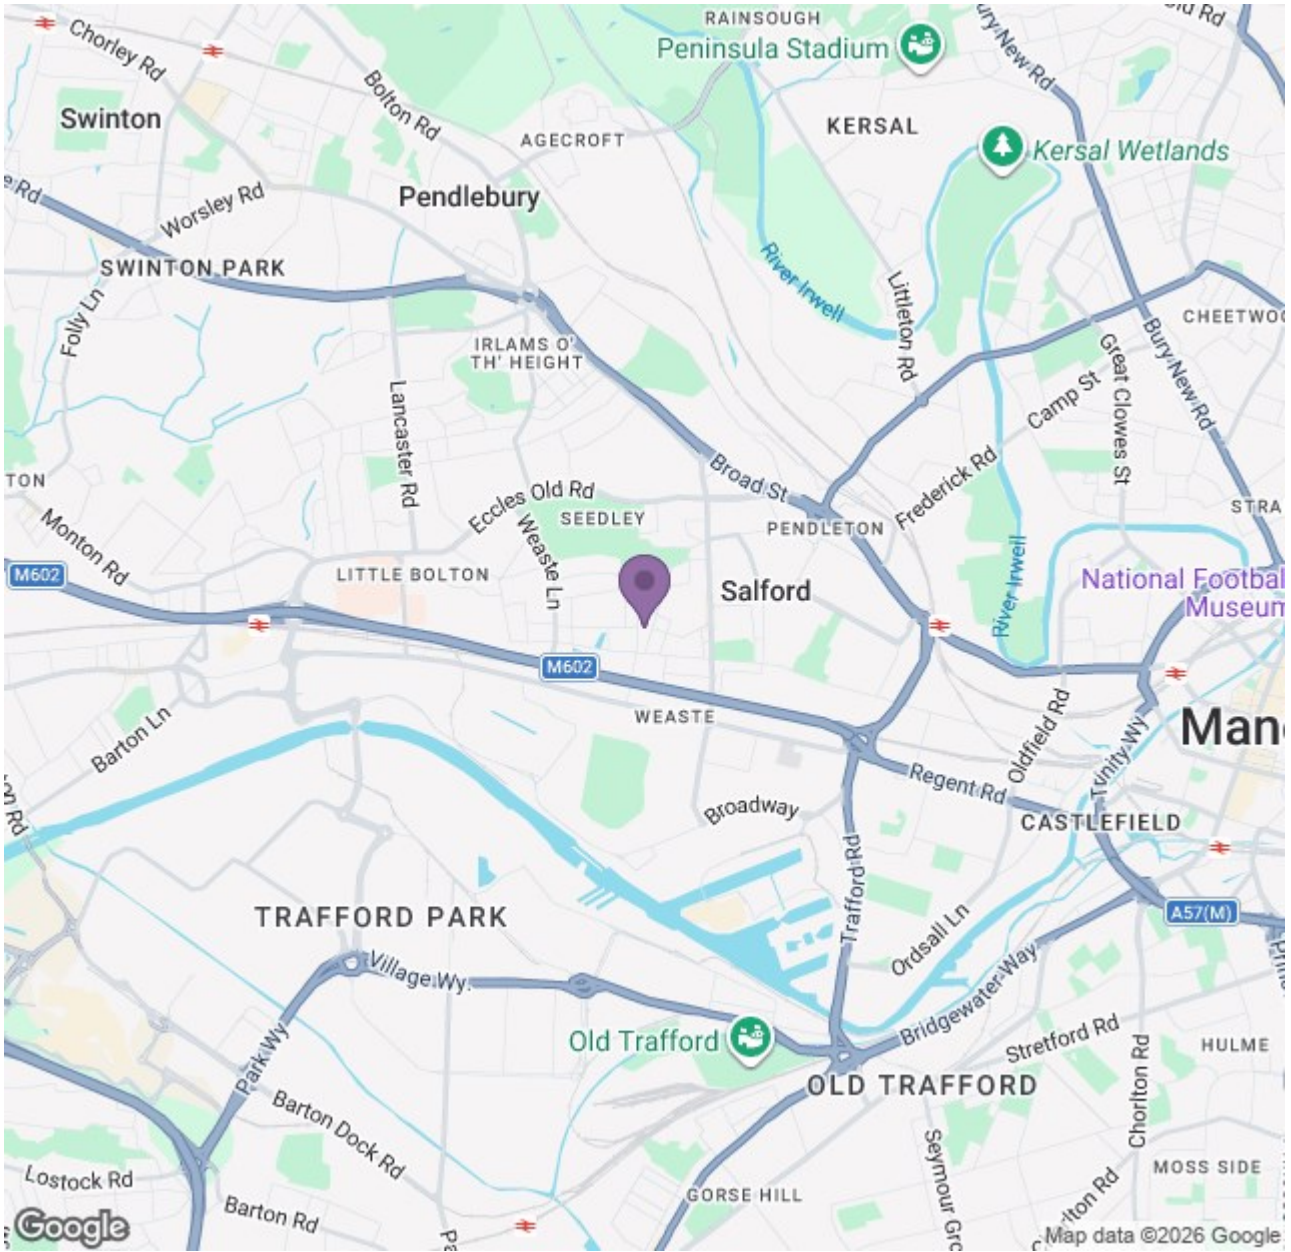 RAINSOUGH
Peninsula Stadium
Chorley Rd
Bolton Rd
Swinton
AGECROFT
KERSAL
Kersal Wetlands
Pendlebury
Worsley Rd
SWINTON PARK
River Irwell
Littleton Rd
Folly Ln
IRLAMS O'
TH' HEIGHT
CHEETWOO
Bury New Rd
Great Clowes St
Camp St
Lancaster Rd
Broad St
Frederick Rd
TON
Eccles Old Rd
SEEDLEY
PENDLETON
STRA
Monton Rd
Weaste Ln
M602
LITTLE BOLTON
Salford
River Irwell
National Footbal
Museum
M602
WEASTE
Barton Ln
Oldfield Rd
Trinity Wy
Man
Regent Rd
Broadway
CASTLEFIELD
Trafford Rd
TRAFFORD PARK
A57(M)
Ordsall Ln
Village Wy
Bridgewater Way
Old Trafford
Stretford Rd
HULME
Park Wy
OLD TRAFFORD
Chorlton Rd
Barton Dock Rd
Lostock Rd
Seymour Gro
MOSS SIDE
GORSE HILL
Barton Rd
Google
Map data ©2026 Google